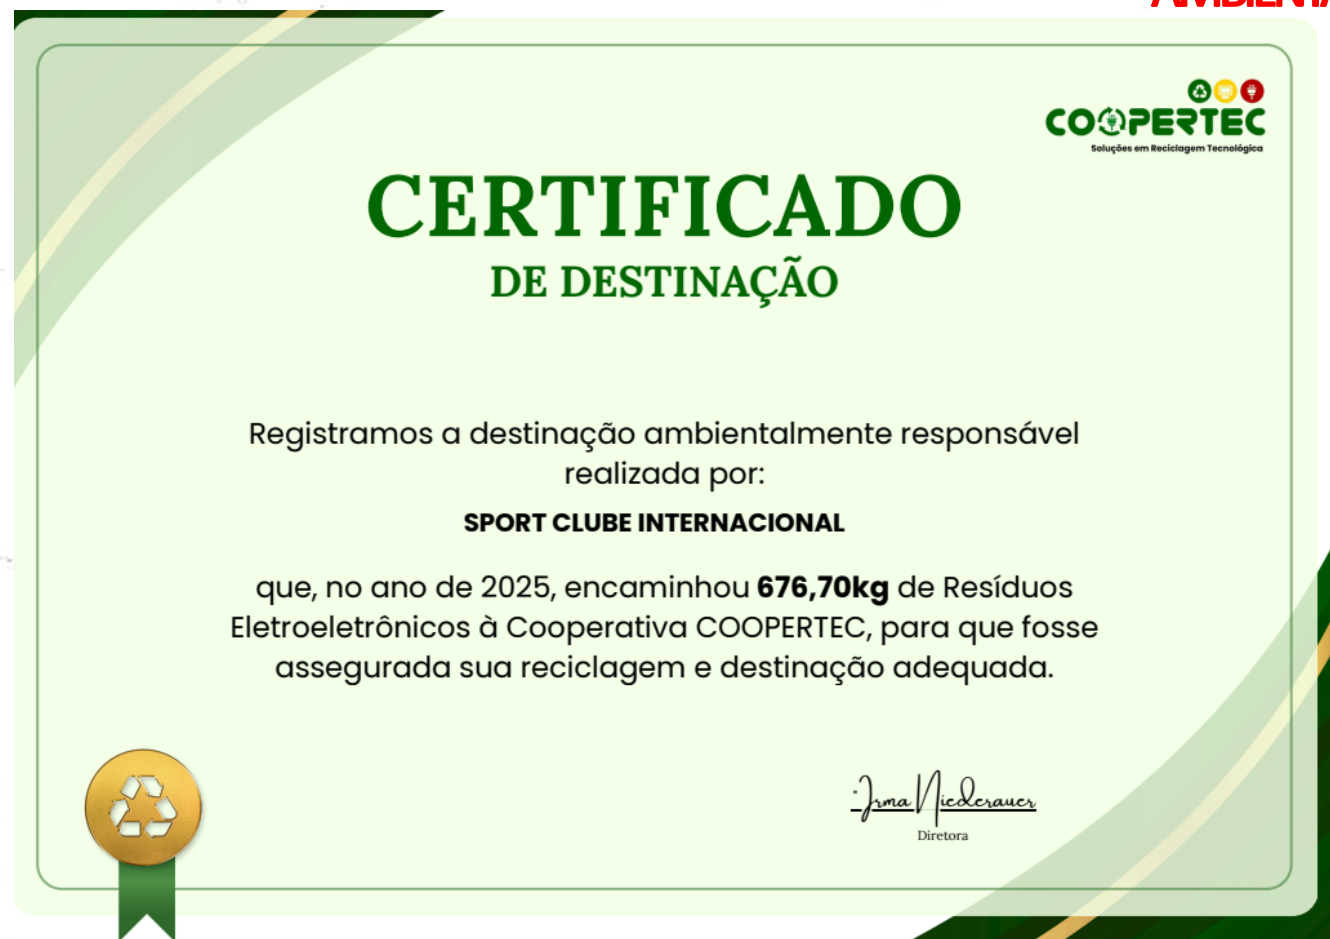 COOPERTEC
Soluções em Reciclagem Tecnológica
CERTIFICADO
DE DESTINAÇÃO
Registramos a destinação ambientalmente responsável
realizada por:
SPORT CLUBE INTERNACIONAL
que, no ano de 2025, encaminhou 676,70kg de Resíduos
Eletroeletrônicos à Cooperativa COOPERTEC, para que fosse
assegurada sua reciclagem e destinação adequada.
Irma Niederauer
Diretora